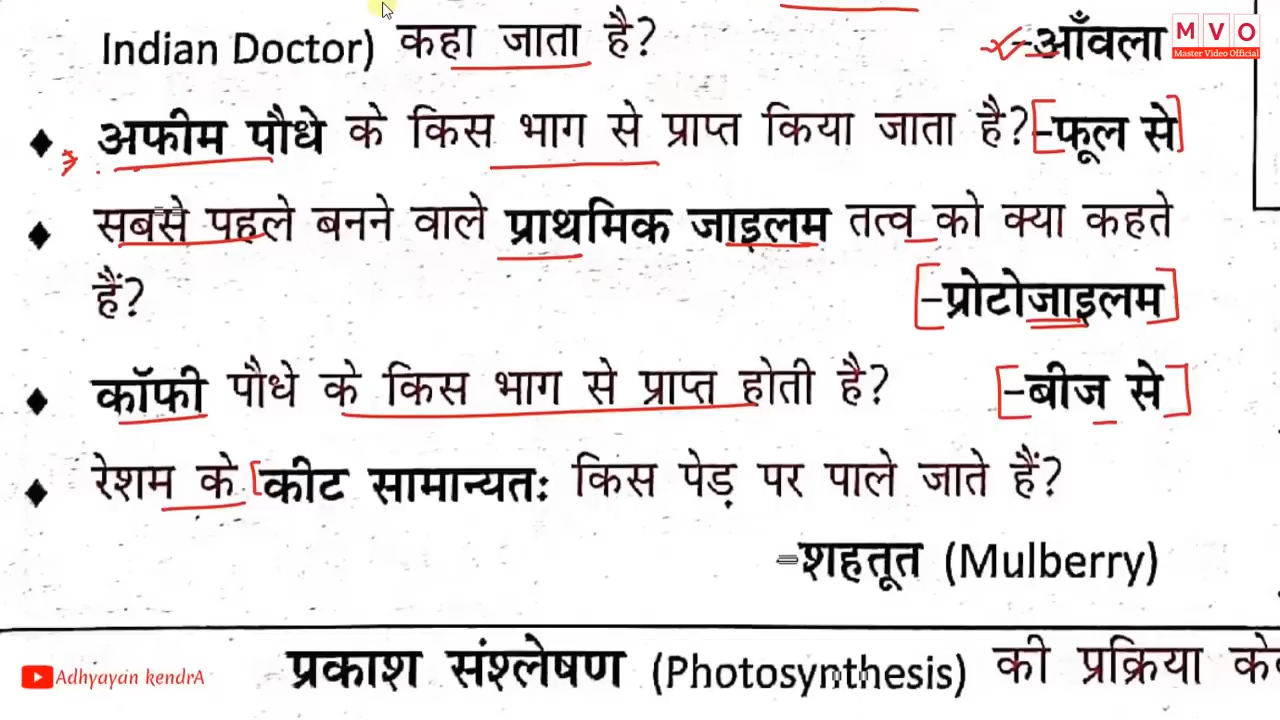 Indian Doctor) कहा जाता है? -आँवला
M V O
Master Video Official
♦ अफीम पौधे के किस भाग से प्राप्त किया जाता है? -फूल से
♦ सबसे पहले बनने वाले प्राथमिक जाइलम तत्व को क्या कहते
हैं? -प्रोटोजाइलम
♦ कॉफी पौधे के किस भाग से प्राप्त होती है? -बीज से
♦ रेशम के कीट सामान्यतः किस पेड़ पर पाले जाते हैं?
-शहतूत (Mulberry)
प्रकाश संश्लेषण (Photosynthesis) की प्रक्रिया
Adhyayan kendrA